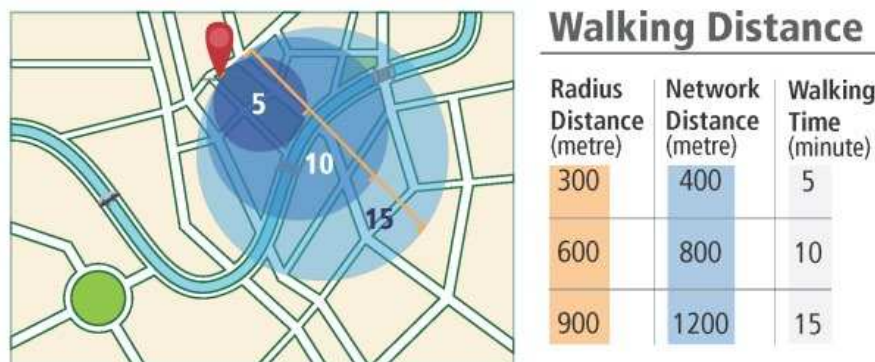 5
10
15
Walking Distance
Radius Distance (metre) Network Distance (metre) Walking Time (minute)
300 400 5
600 800 10
900 1200 15